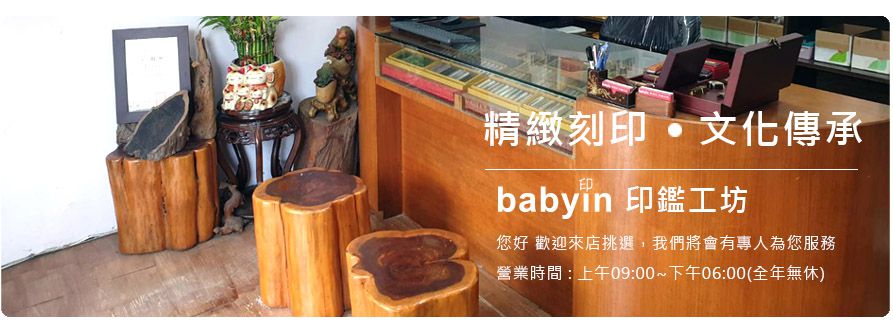 精緻刻印 • 文化傳承
印
babyin 印鑑工坊
您好 歡迎來店挑選，我們將會有專人為您服務
營業時間 : 上午09:00~下午06:00(全年無休)